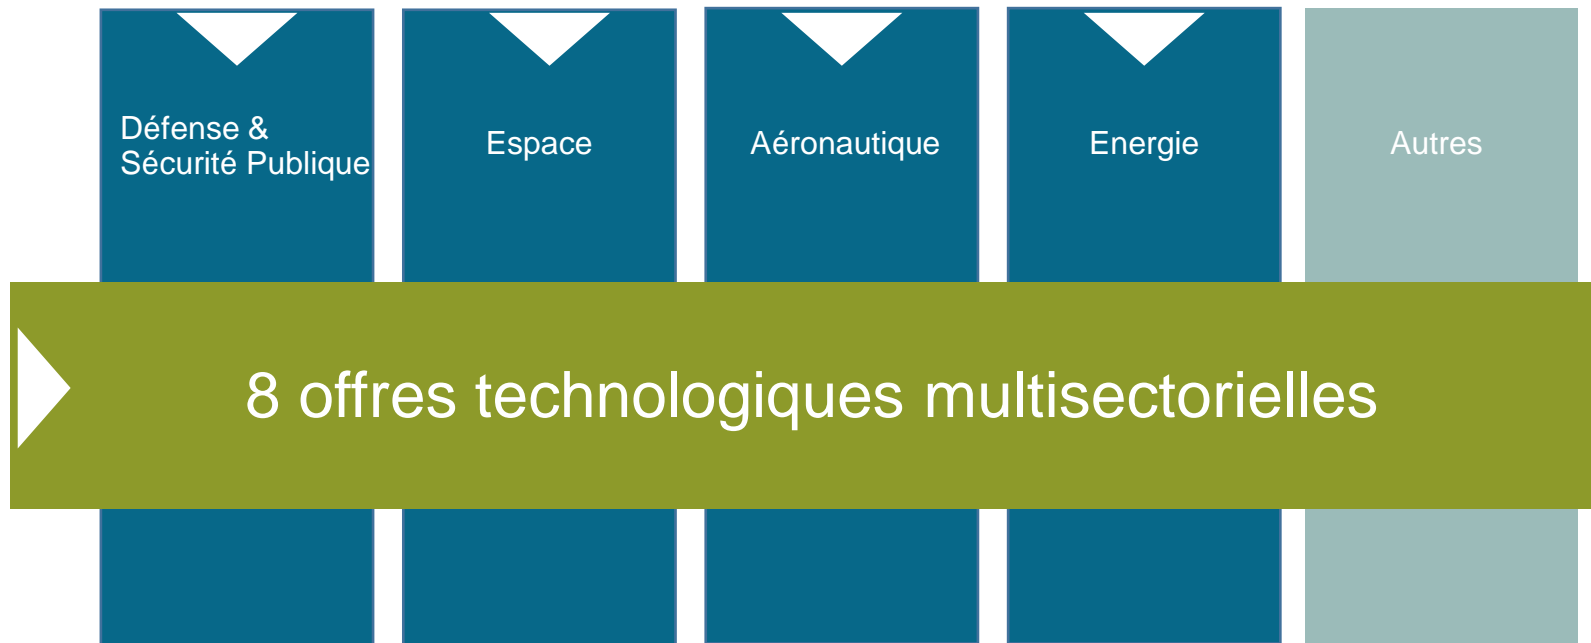 Défense &
Sécurité Publique
Espace
Aéronautique
Energie
Autres
8 offres technologiques multisectorielles